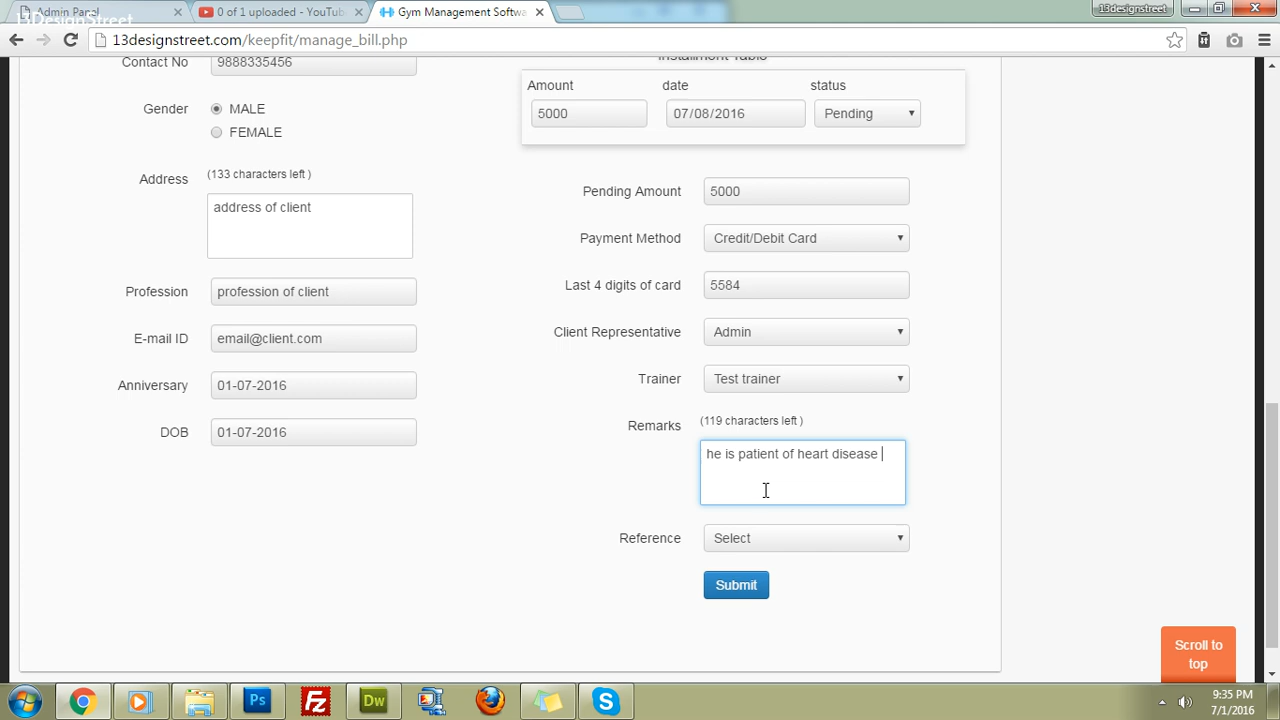 Admin Panel
0 of 1 uploaded - YouTub
Gym Management Softwa
13designstreet
13DesignStreet
13designstreet.com/keepfit/manage_bill.php
Contact No 9888335456
Installment Table
Amount date status
5000 07/08/2016 Pending
Gender MALE
FEMALE
Address (133 characters left )
address of client
Pending Amount 5000
Payment Method Credit/Debit Card
Profession profession of client
Last 4 digits of card 5584
E-mail ID email@client.com
Client Representative Admin
Anniversary 01-07-2016
Trainer Test trainer
DOB 01-07-2016
Remarks (119 characters left )
he is patient of heart disease
Reference Select
Submit
Scroll to
top
Ps
Fz
Dw
S
9:35 PM
7/1/2016